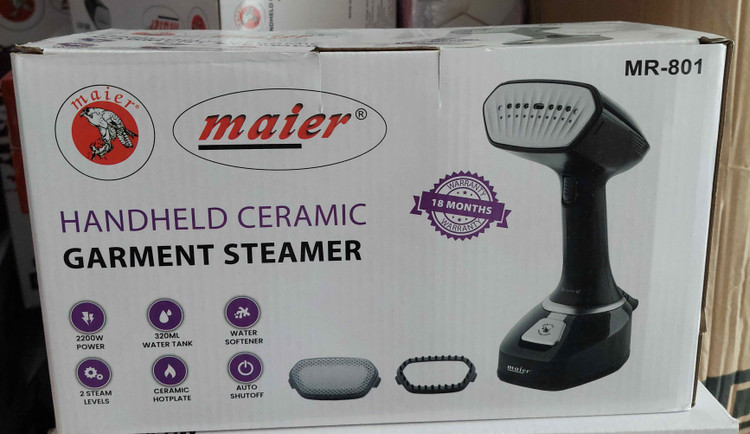 MR-801
maier®
maier®
WARRANTY
18 MONTHS
WARRANTY
HANDHELD CERAMIC
GARMENT STEAMER
2200W
POWER
320ML
WATER TANK
WATER
SOFTENER
2 STEAM
LEVELS
CERAMIC
HOTPLATE
AUTO
SHUTOFF
maier